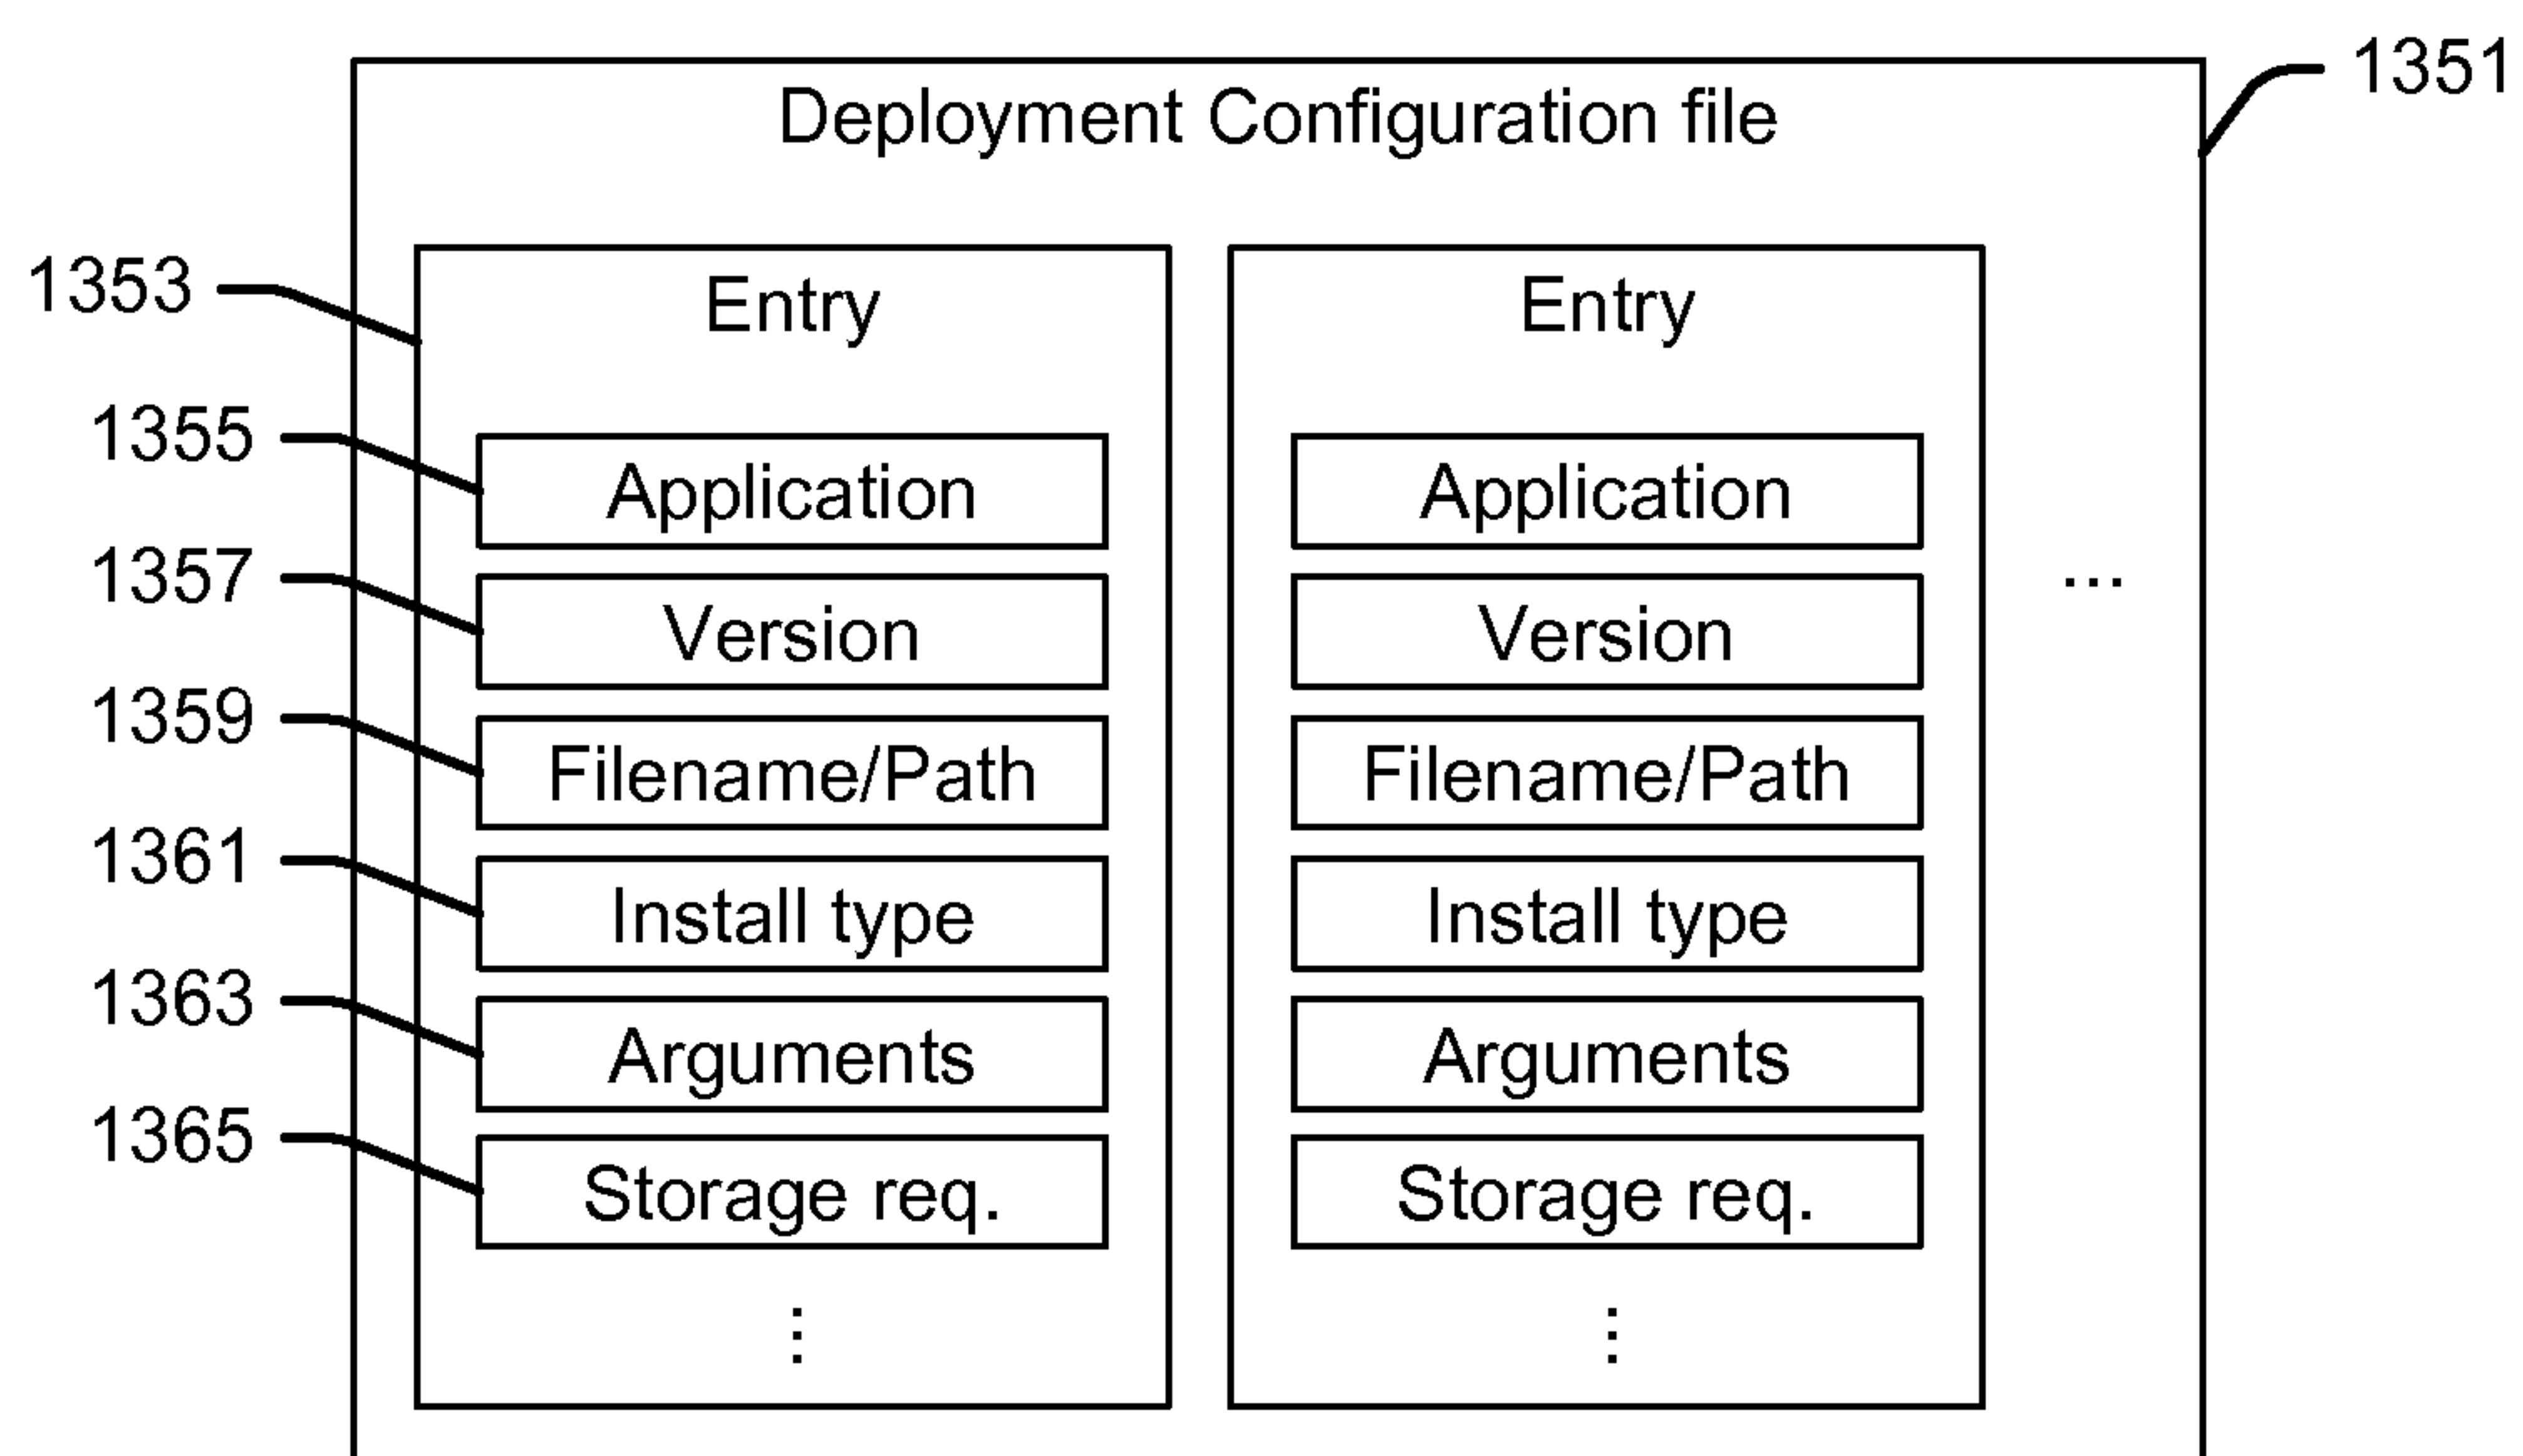 1351
Deployment Configuration file
1353
Entry
Entry
1355
Application
Application
1357
Version
Version
...
1359
Filename/Path
Filename/Path
1361
Install type
Install type
1363
Arguments
Arguments
1365
Storage req.
Storage req.